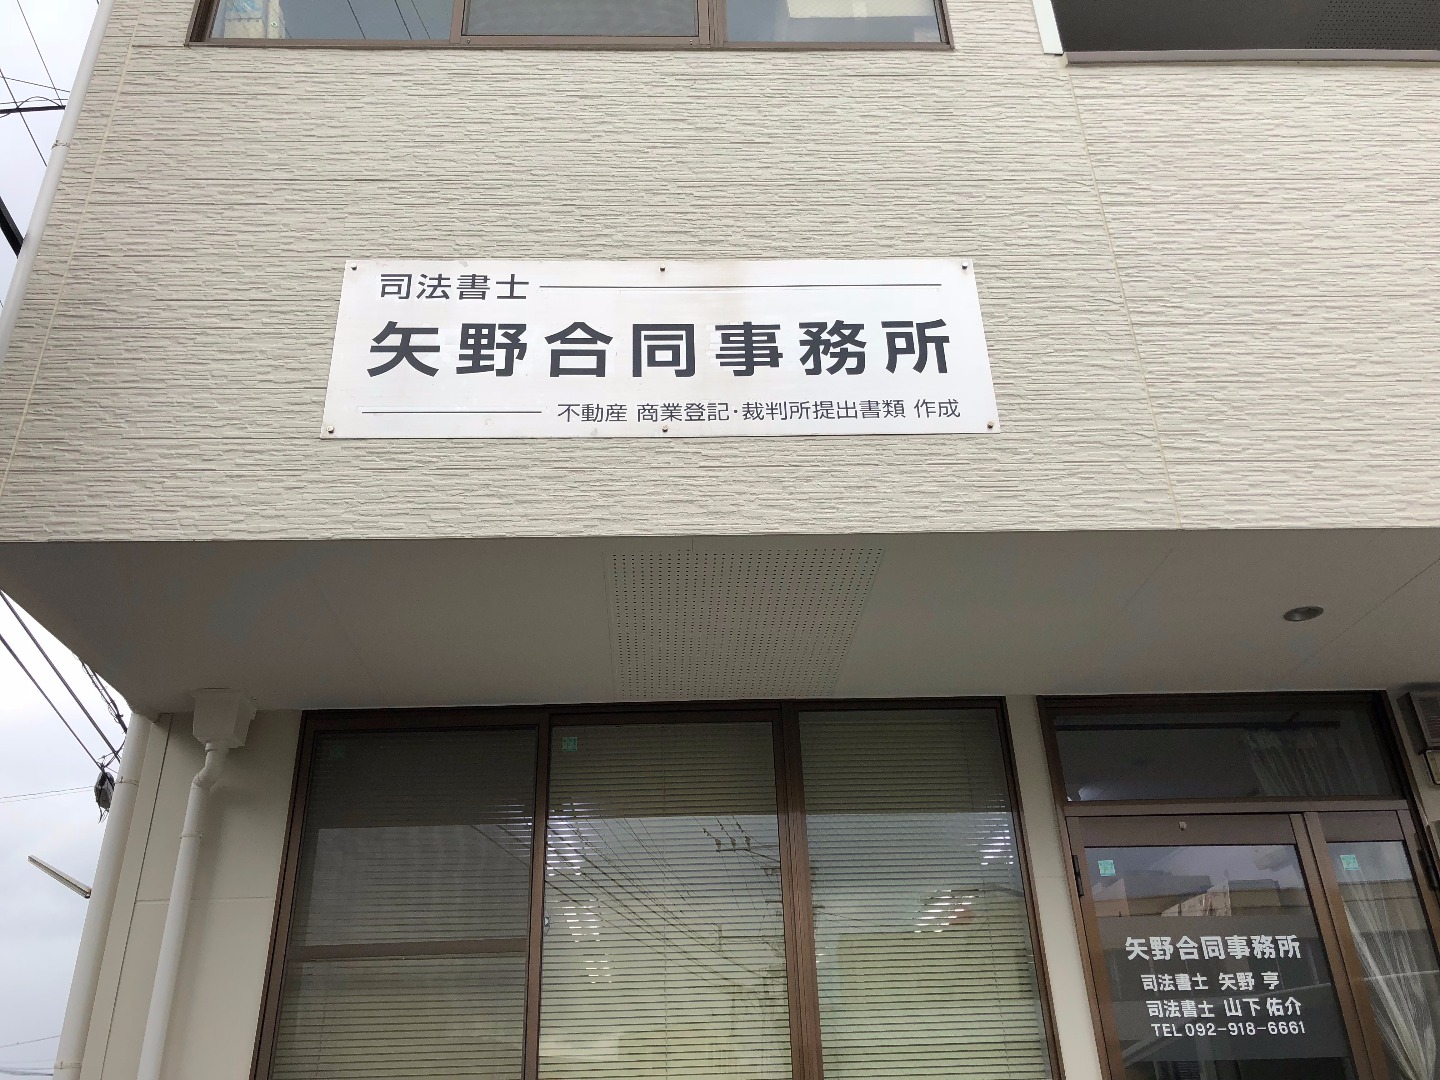 司法書士
矢野合同事務所
不動産 商業登記・裁判所提出書類 作成
矢野合同事務所
司法書士 矢野 亨
司法書士 山下 佑介
TEL 092-918-6661